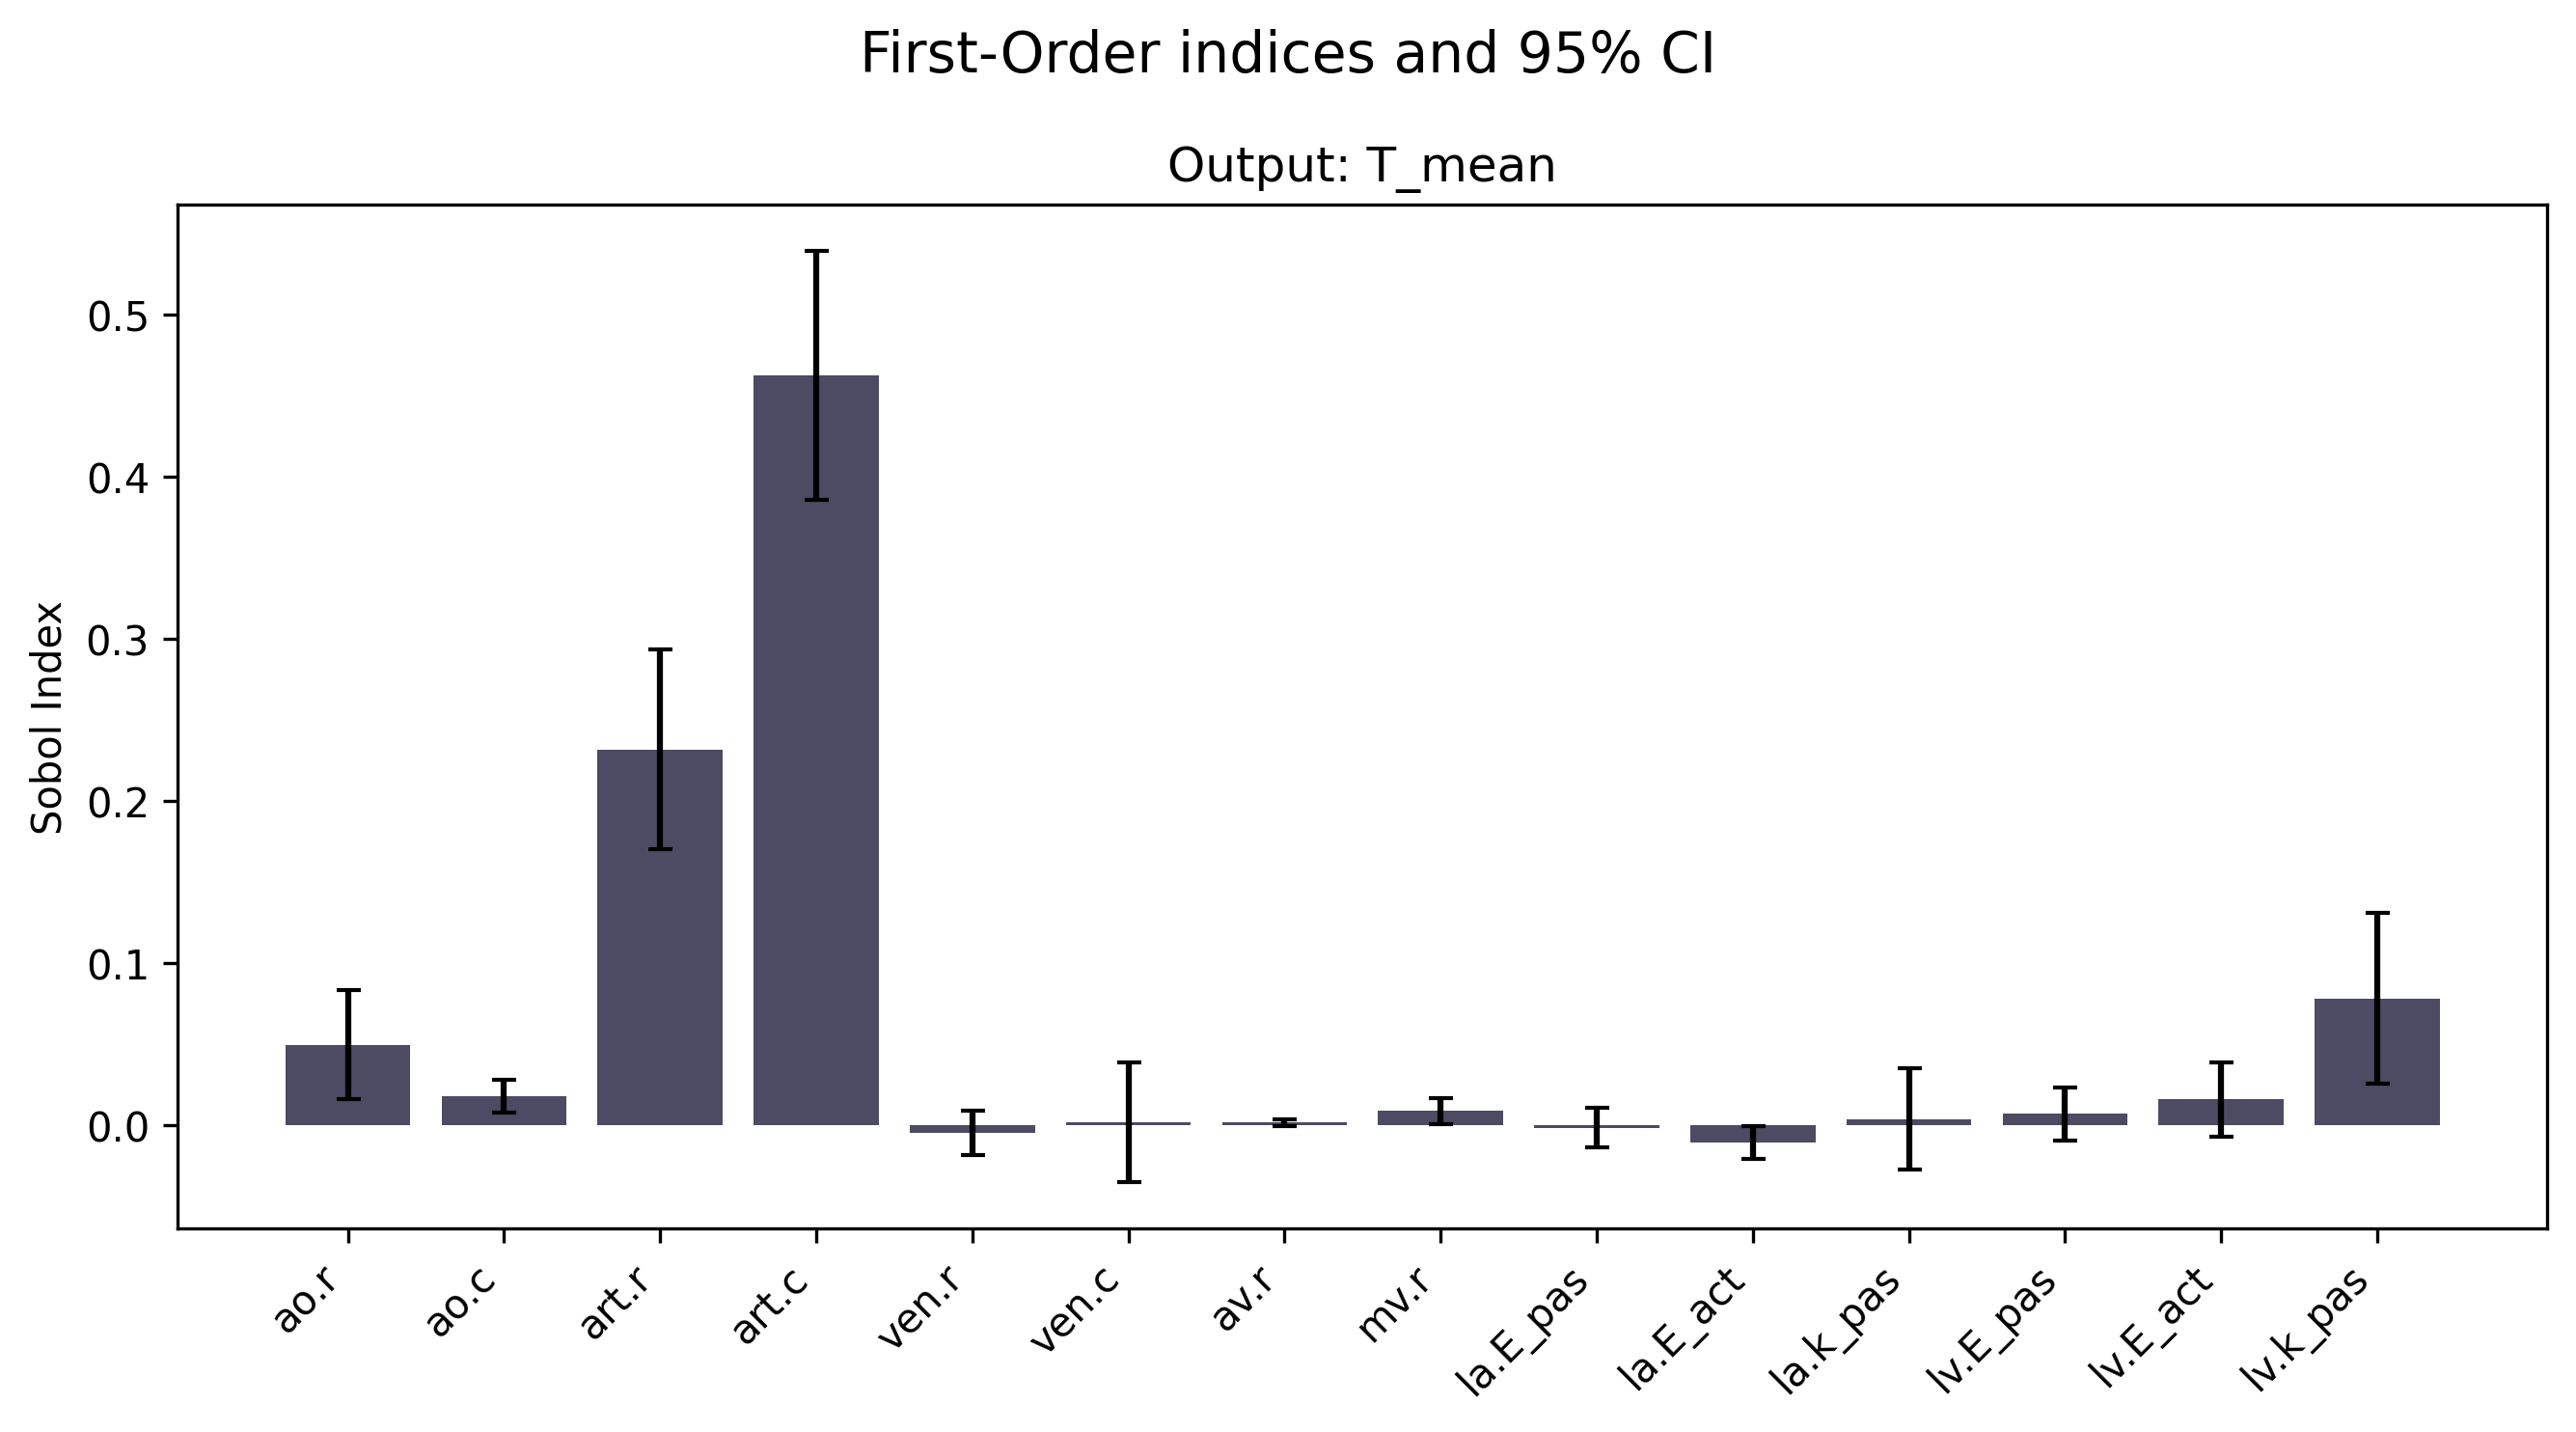 First-Order indices and 95% CI
Output: T_mean
Sobol Index
0.5
0.4
0.3
0.2
0.1
0.0
ao.r
ao.c
art.r
art.c
ven.r
ven.c
av.r
mv.r
la.E_pas
la.E_act
la.k_pas
lv.E_pas
lv.E_act
lv.k_pas